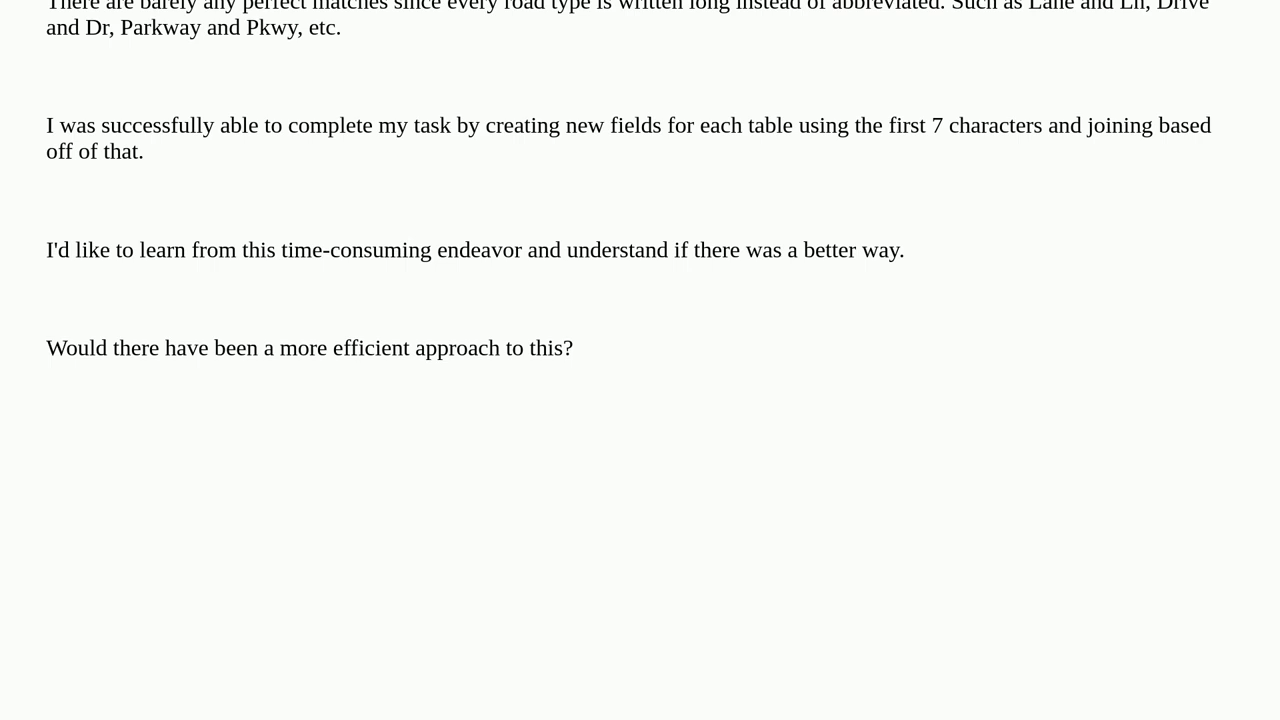 There are barely any perfect matches since every road type is written long instead of abbreviated. Such as Lane and Ln, Drive
and Dr, Parkway and Pkwy, etc.
I was successfully able to complete my task by creating new fields for each table using the first 7 characters and joining based
off of that.
I'd like to learn from this time-consuming endeavor and understand if there was a better way.
Would there have been a more efficient approach to this?